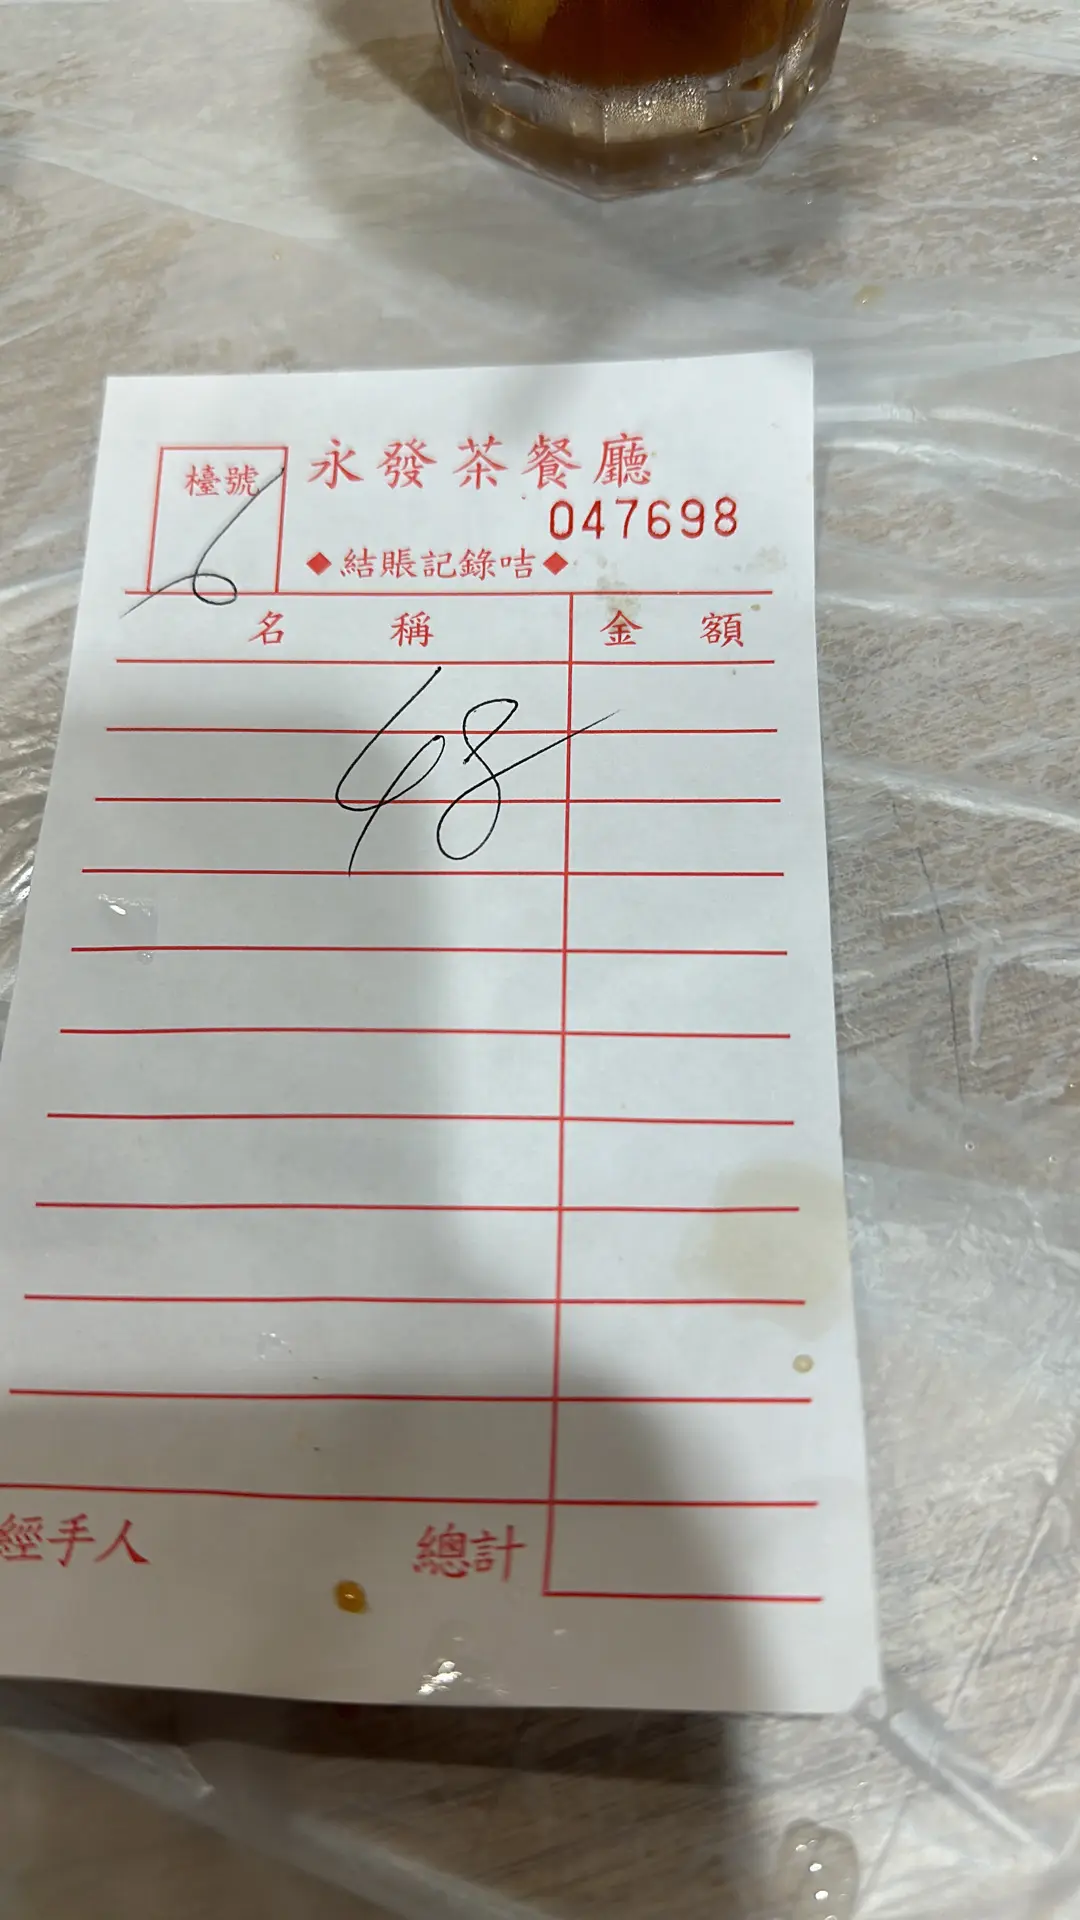 永發茶餐廳
檯號
6
047698
◆結賬記錄咭◆
名 稱 金 額
48
經手人 總計